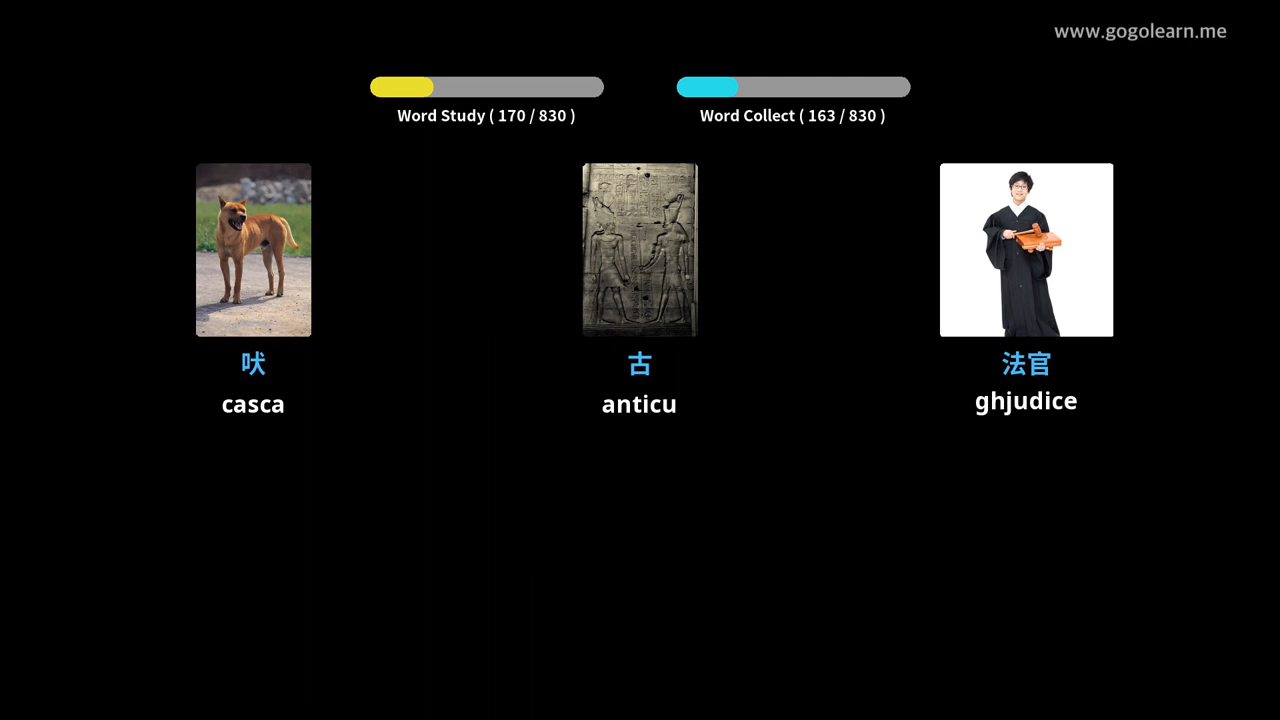 www.gogolearn.me
Word Study ( 170 / 830 )
Word Collect ( 163 / 830 )
吠
古
法官
casca
anticu
ghjudice